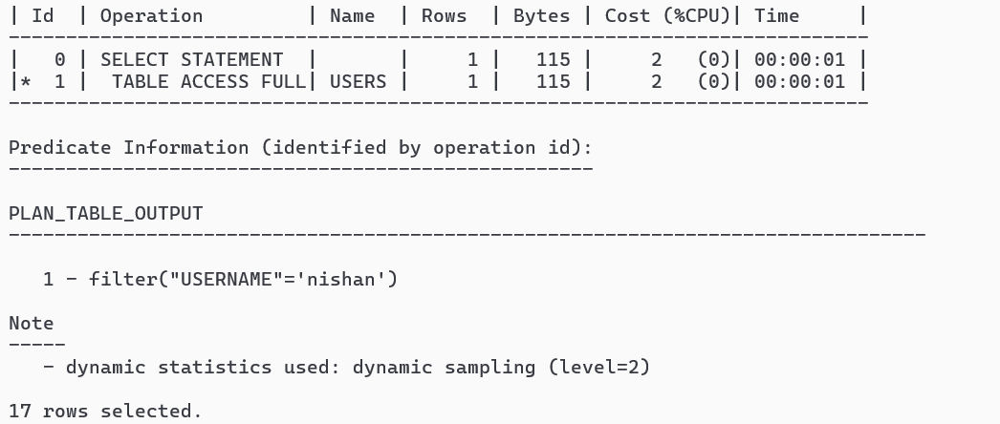 | Id  | Operation         | Name  | Rows  | Bytes | Cost (%CPU)| Time     |
---------------------------------------------------------------------------
|   0 | SELECT STATEMENT  |       |     1 |   115 |     2   (0)| 00:00:01 |
|*  1 |  TABLE ACCESS FULL| USERS |     1 |   115 |     2   (0)| 00:00:01 |
---------------------------------------------------------------------------
Predicate Information (identified by operation id):
---------------------------------------------------
PLAN_TABLE_OUTPUT
--------------------------------------------------------------------------------
   1 - filter("USERNAME"='nishan')
Note
-----
   - dynamic statistics used: dynamic sampling (level=2)
17 rows selected.